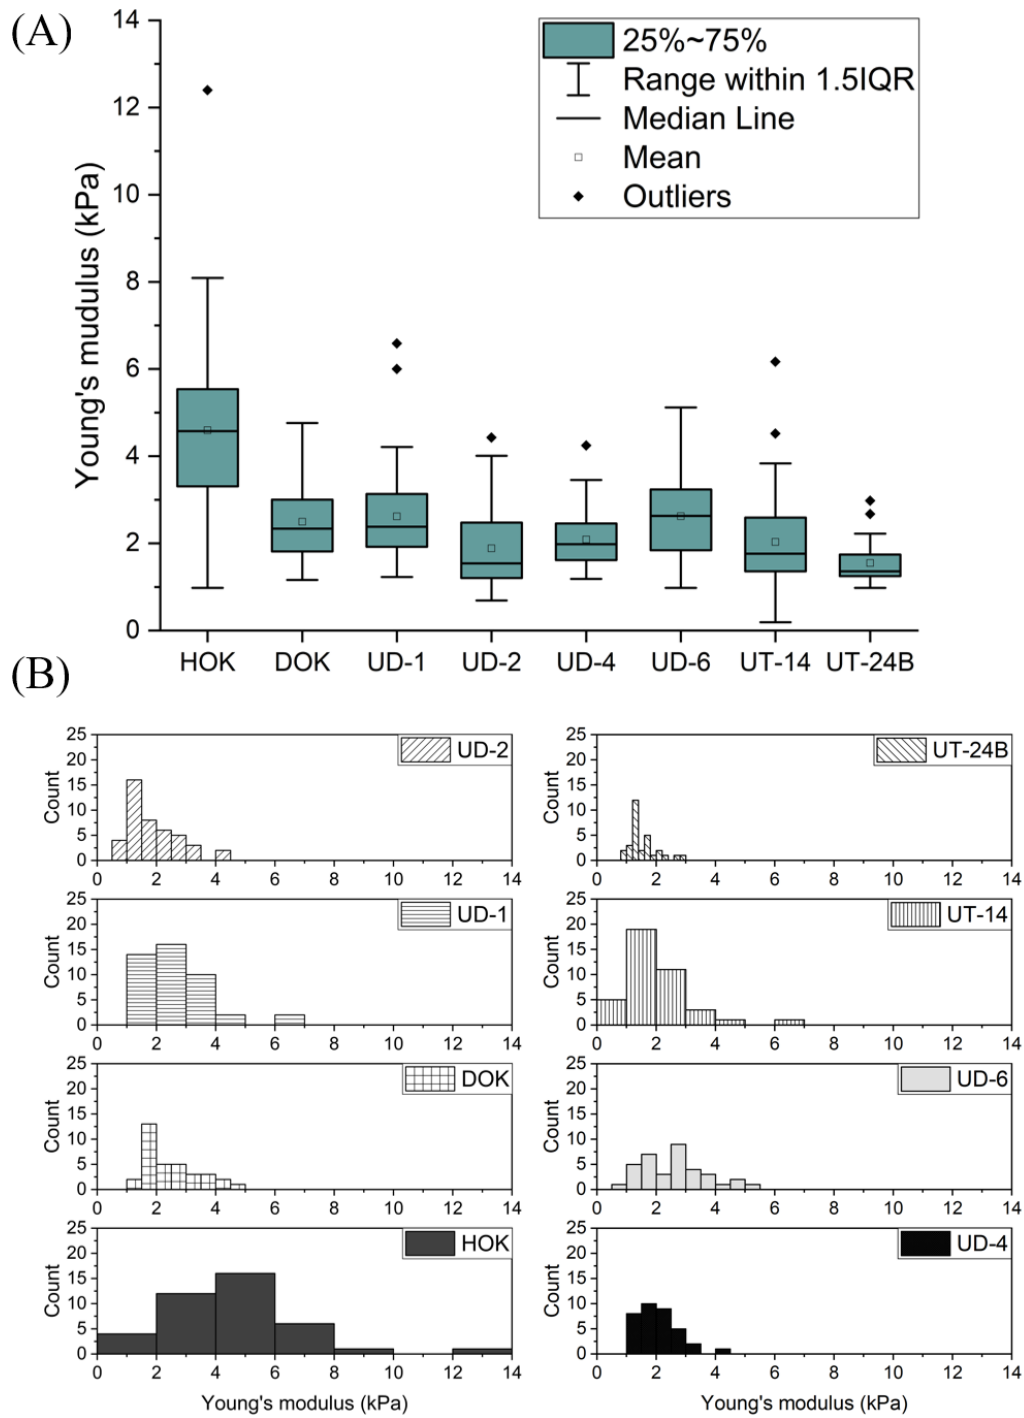 (A)
14
12
10
8
6
4
2
0
Young's mudulus (kPa)
25%~75%
Range within 1.5IQR
Median Line
Mean
Outliers
HOK DOK UD-1 UD-2 UD-4 UD-6 UT-14 UT-24B
(B)
25
20
15
10
5
0
Count
UD-2
0 2 4 6 8 10 12 14
25
20
15
10
5
0
Count
UT-24B
0 2 4 6 8 10 12 14
25
20
15
10
5
0
Count
UD-1
0 2 4 6 8 10 12 14
25
20
15
10
5
0
Count
UT-14
0 2 4 6 8 10 12 14
25
20
15
10
5
0
Count
DOK
0 2 4 6 8 10 12 14
25
20
15
10
5
0
Count
UD-6
0 2 4 6 8 10 12 14
25
20
15
10
5
0
Count
HOK
0 2 4 6 8 10 12 14
Young's modulus (kPa)
25
20
15
10
5
0
Count
UD-4
0 2 4 6 8 10 12 14
Young's modulus (kPa)